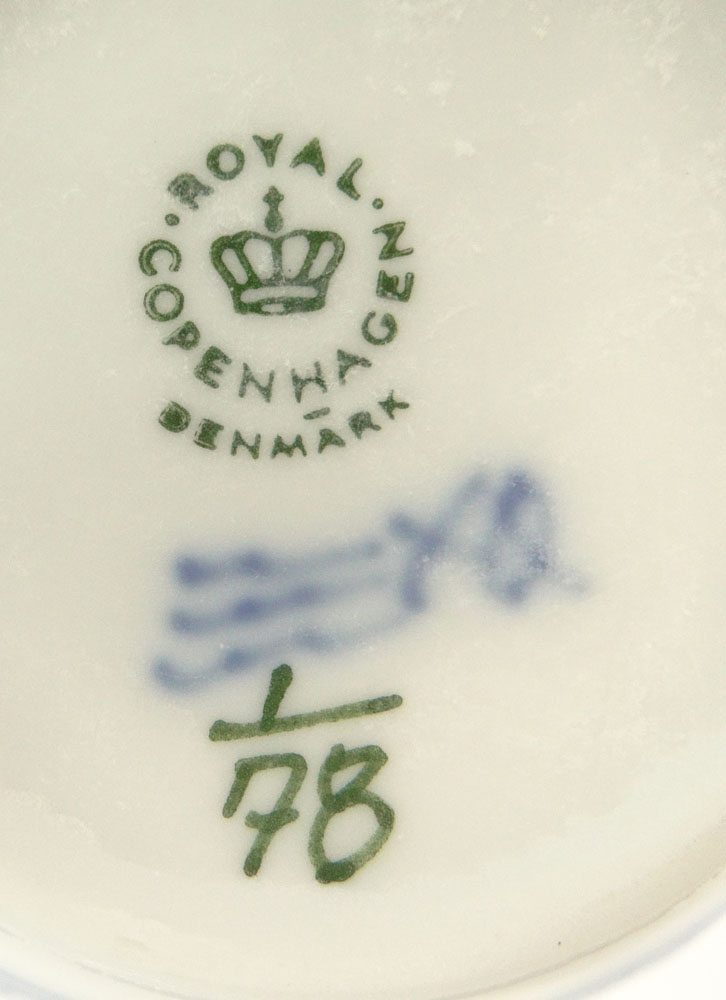 ·ROYAL·
COPENHAGEN
DENMARK
1
78